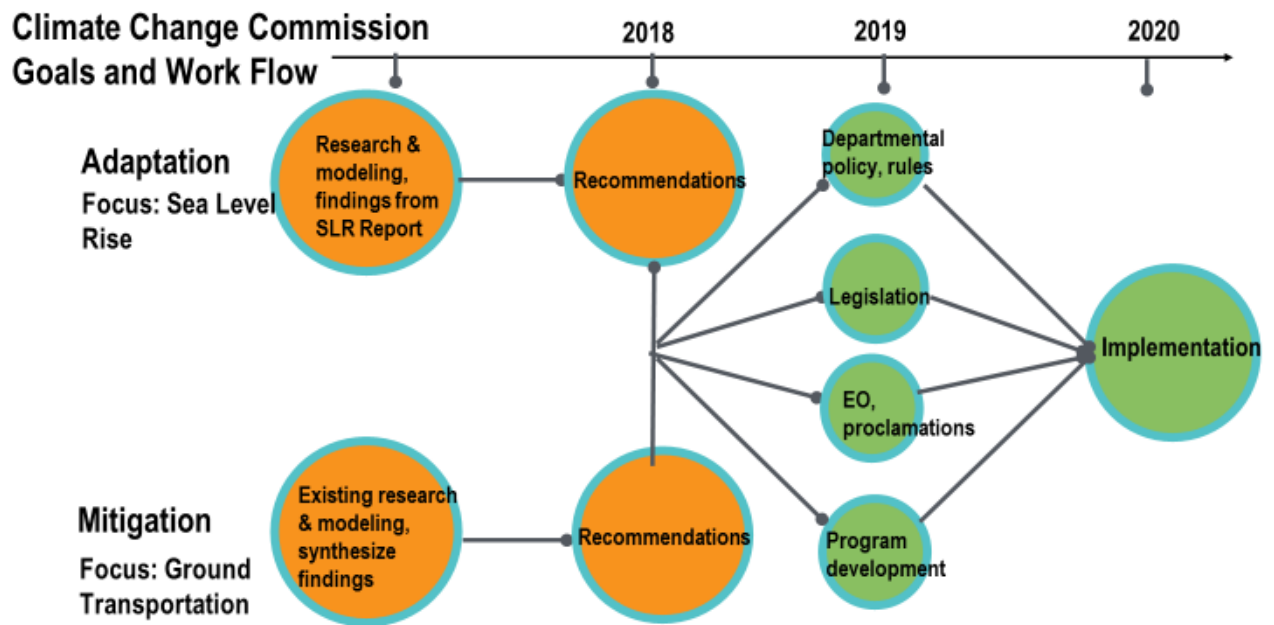 Climate Change Commission
Goals and Work Flow
2018
2019
2020
Adaptation
Focus: Sea Level
Rise
Research &
modeling,
findings from
SLR Report
Recommendations
Departmental
policy, rules
Legislation
EO,
proclamations
Program
development
Implementation
Mitigation
Focus: Ground
Transportation
Existing research
& modeling,
synthesize
findings
Recommendations